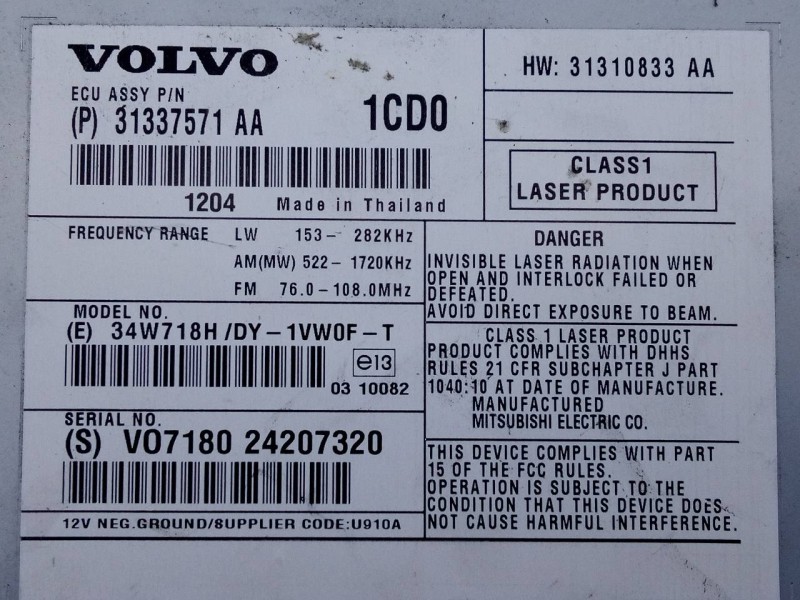 VOLVO
ECU ASSY P/N
(P) 31337571 AA 1CD0
1204 Made in Thailand
HW: 31310833 AA
CLASS1
LASER PRODUCT
FREQUENCY RANGE LW 153- 282KHz
AM(MW) 522-1720KHz
FM 76.0-108.0MHz
MODEL NO.
(E) 34W718H/DY-1VW0F-T
e13
03 10082
SERIAL NO.
(S) VO7180 24207320
12V NEG.GROUND/SUPPLIER CODE:U910A
DANGER
INVISIBLE LASER RADIATION WHEN
OPEN AND INTERLOCK FAILED OR
DEFEATED.
AVOID DIRECT EXPOSURE TO BEAM.
CLASS 1 LASER PRODUCT
PRODUCT COMPLIES WITH DHHS
RULES 21 CFR SUBCHAPTER J PART
1040:10 AT DATE OF MANUFACTURE.
MANUFACTURED
MITSUBISHI ELECTRIC CO.
THIS DEVICE COMPLIES WITH PART
15 OF THE FCC RULES.
OPERATION IS SUBJECT TO THE
CONDITION THAT THIS DEVICE DOES
NOT CAUSE HARMFUL INTERFERENCE.